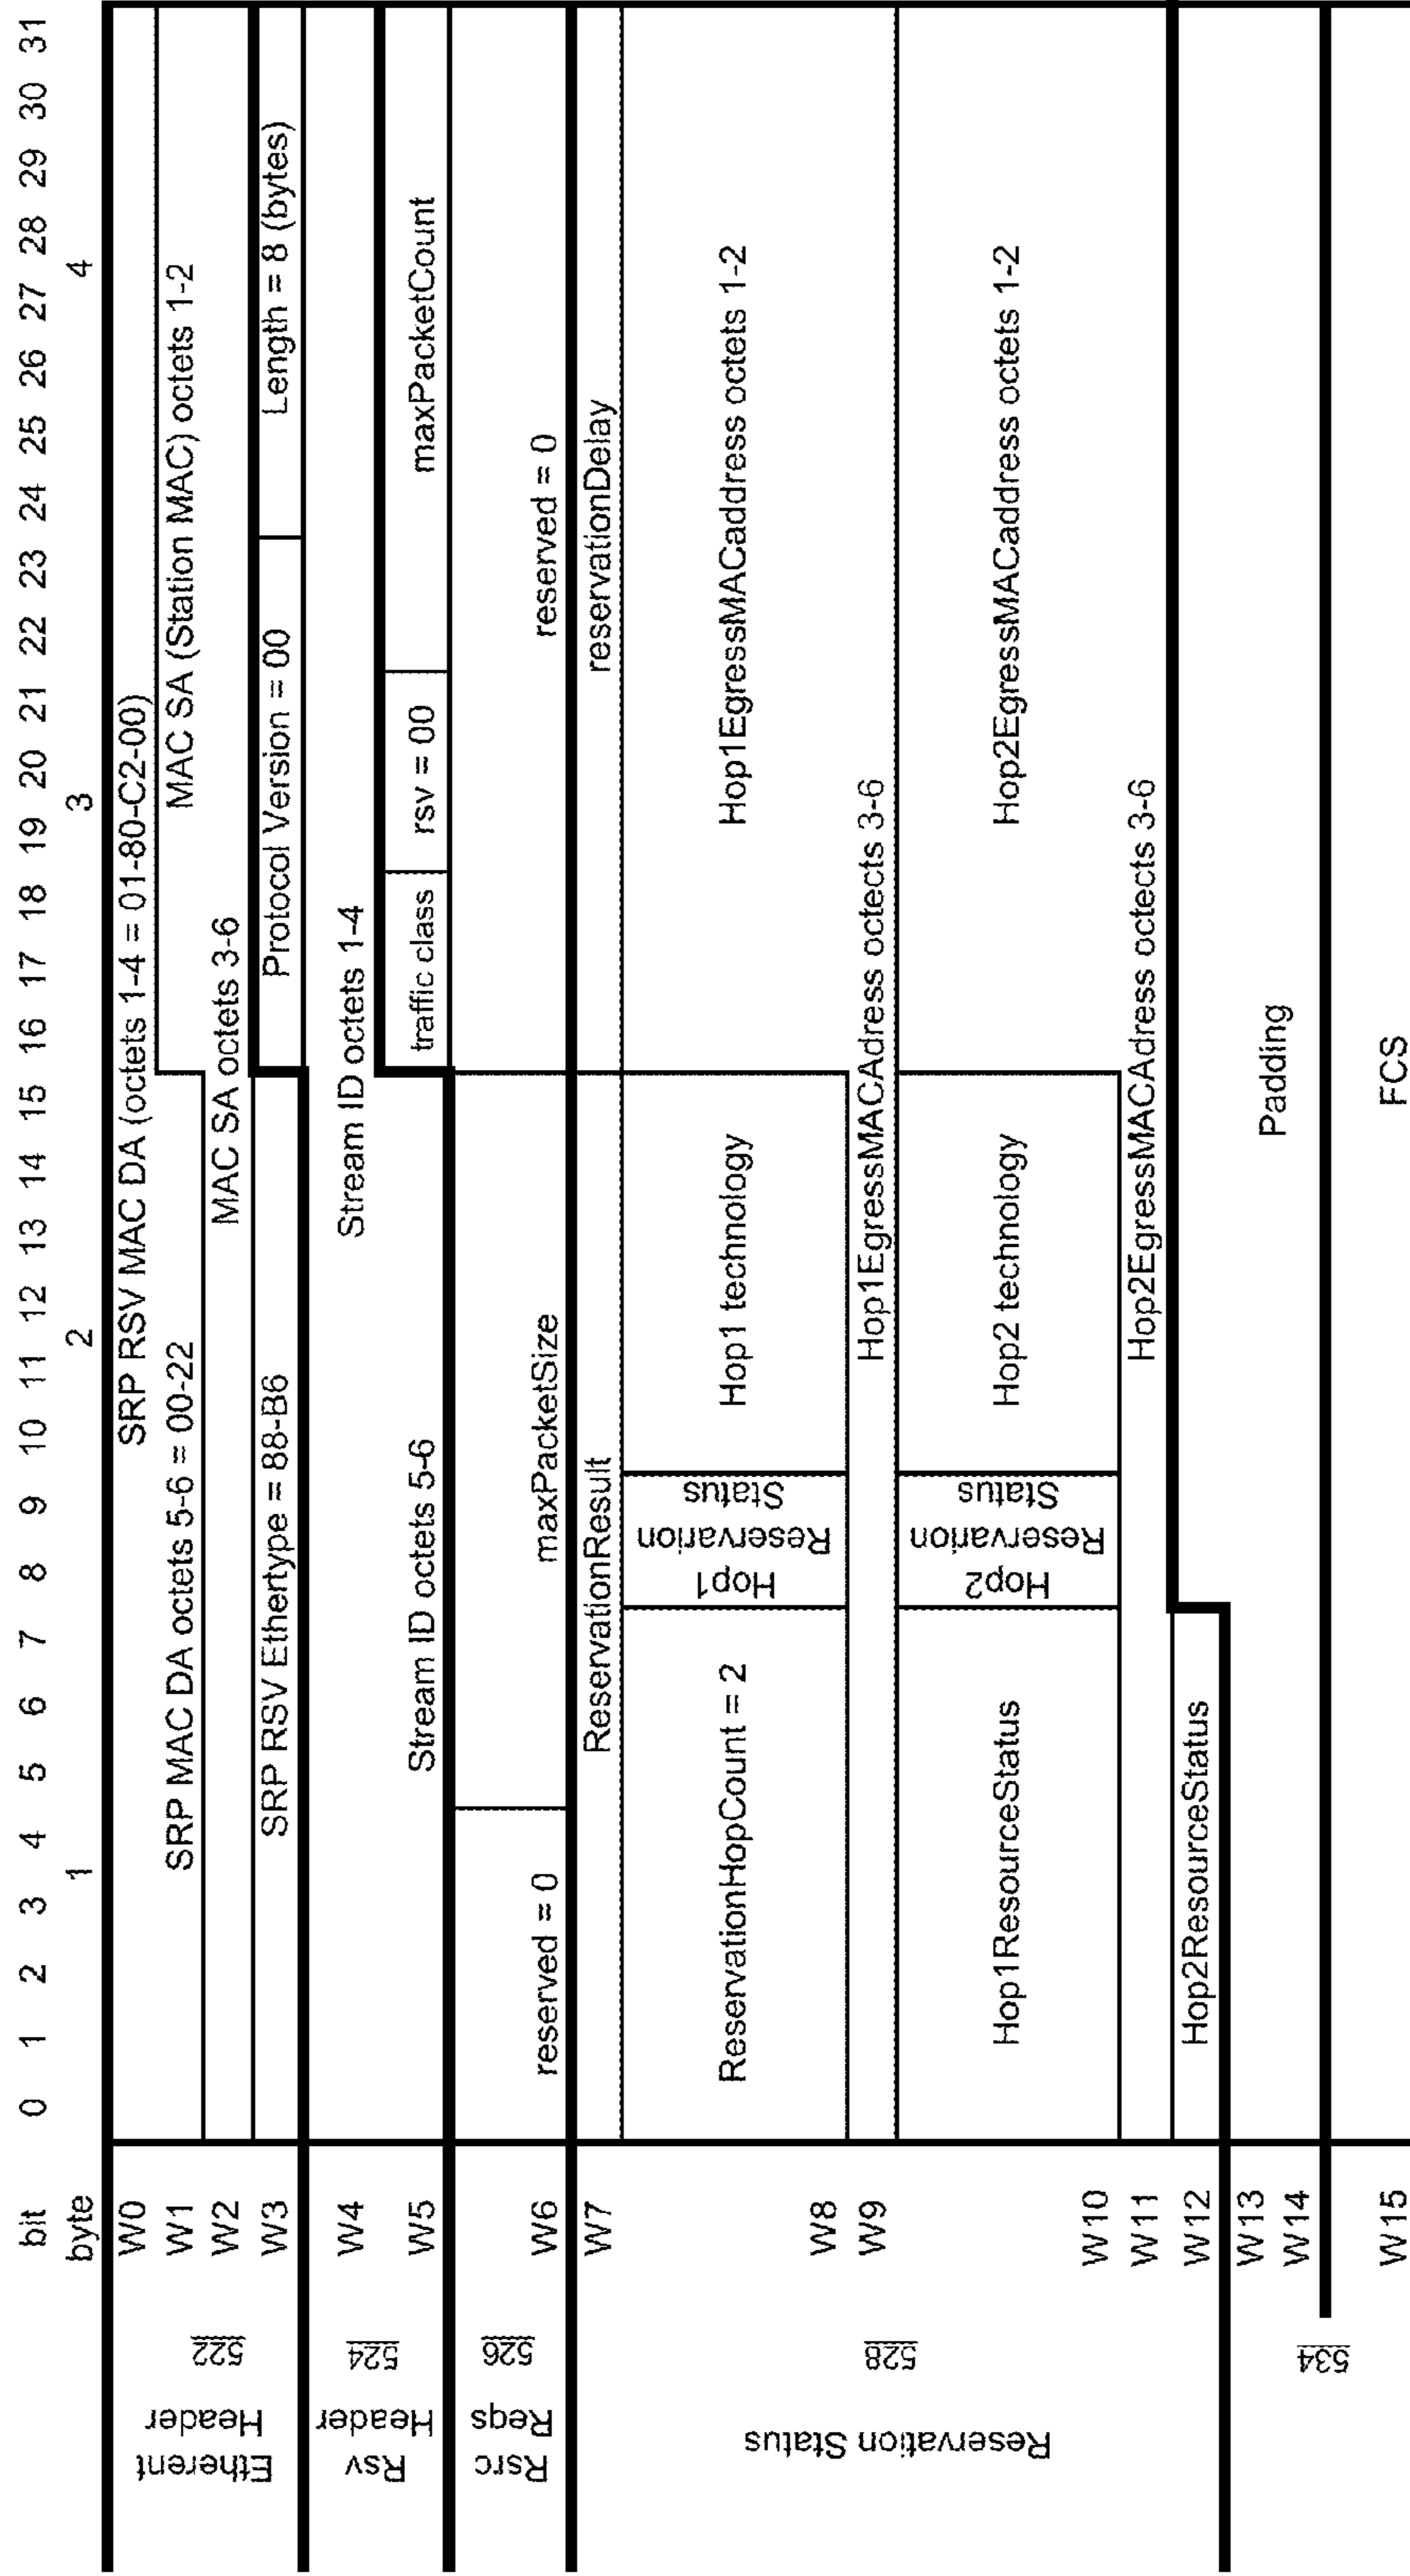 bit 0 1 2 3 4 5 6 7 8 9 10 11 12 13 14 15 16 17 18 19 20 21 22 23 24 25 26 27 28 29 30 31
byte 1 2 3 4
Etherent
Header
522
W0 SRP RSV MAC DA (octets 1-4 = 01-80-C2-00)
W1 SRP MAC DA octets 5-6 = 00-22 MAC SA (Station MAC) octets 1-2
W2 MAC SA octets 3-6
W3 SRP RSV Ethertype = 88-B6 Protocol Version = 00 Length = 8 (bytes)
Rsv
Header
524
W4 Stream ID octets 1-4
W5 Stream ID octets 5-6 traffic class rsv = 00 maxPacketCount
Rsrc
Reqs
526
W6 reserved = 0 maxPacketSize reserved = 0
Reservation Status
528
W7 ReservationResult reservationDelay
W8 ReservationHopCount = 2
Hop1
Reservarion
Status
Hop1 technology Hop1EgressMACaddress octets 1-2
W9 Hop1EgressMACAdress octects 3-6
W10 Hop1ResourceStatus
Hop2
Reservarion
Status
Hop2 technology Hop2EgressMACaddress octets 1-2
W11 Hop2EgressMACAdress octects 3-6
W12 Hop2ResourceStatus
W13
W14
Padding
534
W15 FCS